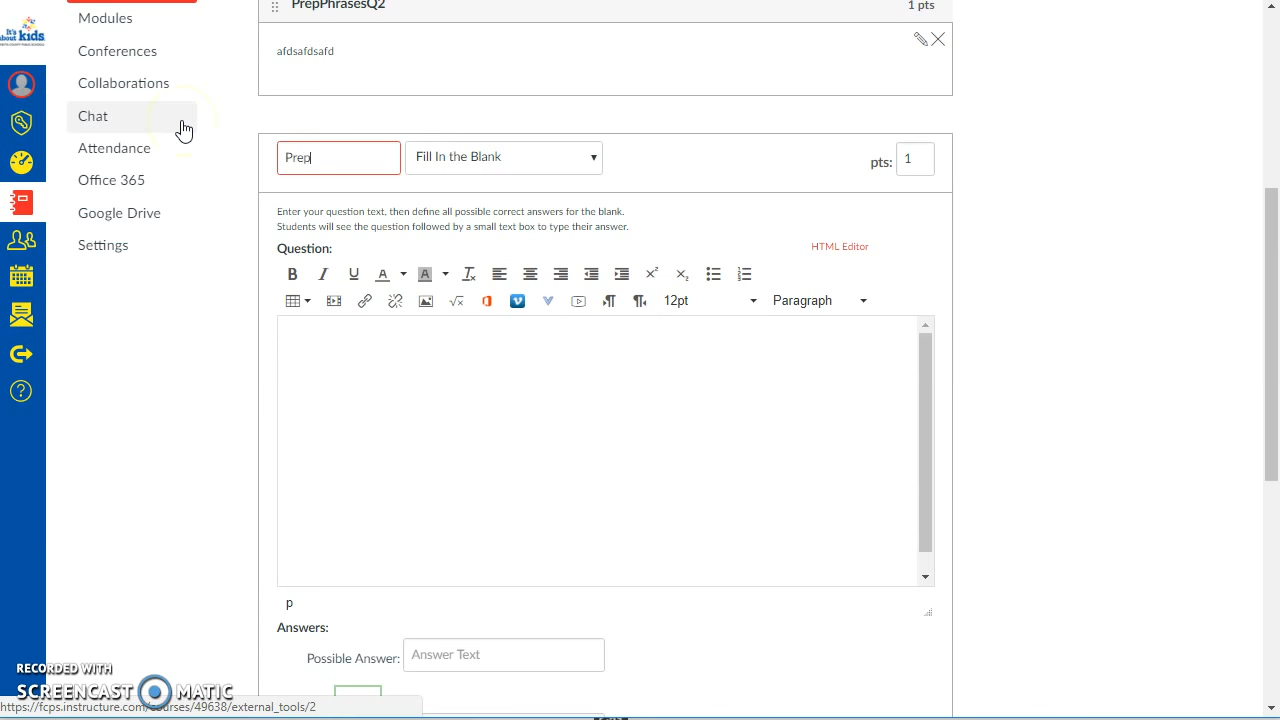 PrepPhrasesQ2
1 pts
Modules
It's about kids
Conferences
afdsafdsafd
Collaborations
Chat
Prep
Fill In the Blank
pts:
1
Attendance
Office 365
Google Drive
Enter your question text, then define all possible correct answers for the blank.
Students will see the question followed by a small text box to type their answer.
Settings
Question:
HTML Editor
12pt
Paragraph
p
Answers:
Possible Answer:
Answer Text
RECORDED WITH
SCREENCAST MATIC
https://fcps.instructure.com/courses/49638/external_tools/2